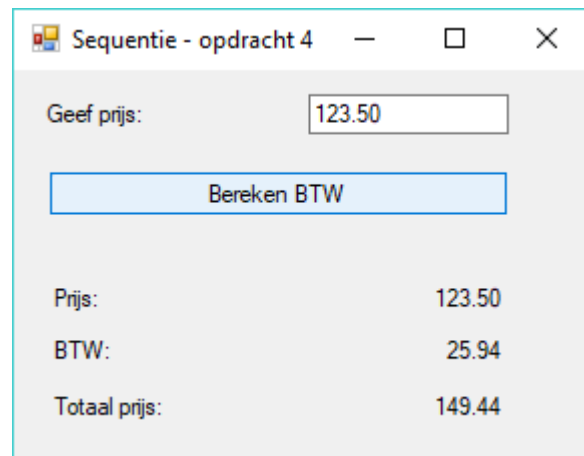 Sequentie - opdracht 4
Geef prijs: 123.50
Bereken BTW
Prijs: 123.50
BTW: 25.94
Totaal prijs: 149.44